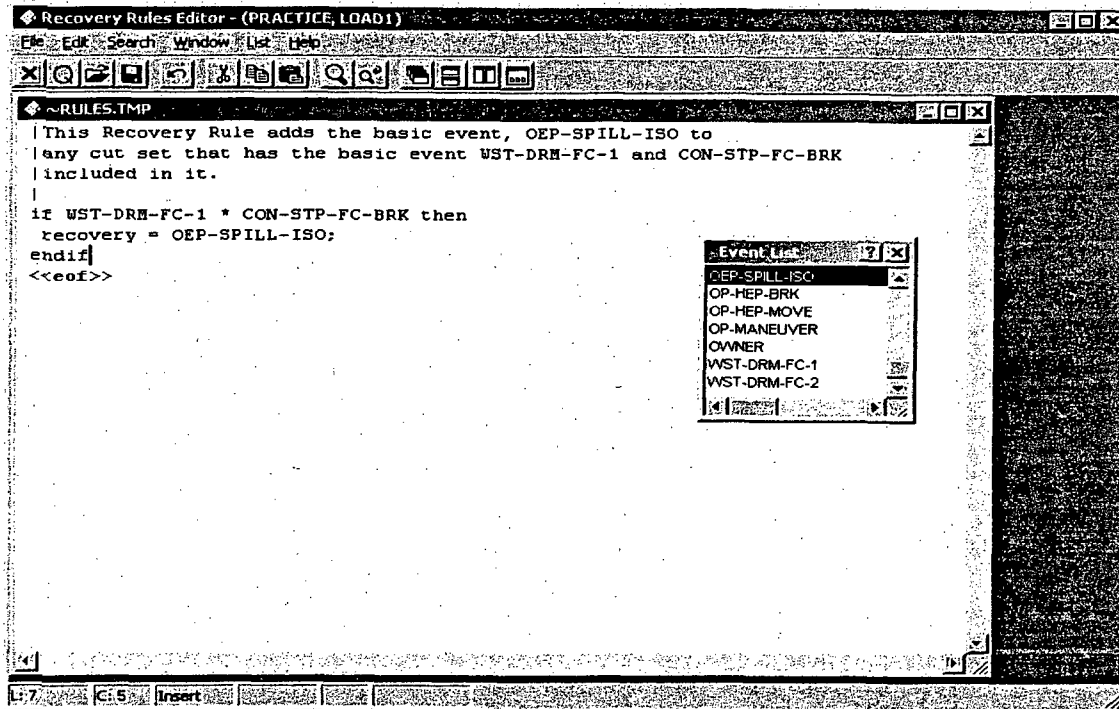 Recovery Rules Editor - (PRACTICE, LOAD1)
File Edit Search Window List Help
~RULES.TMP
|This Recovery Rule adds the basic event, OEP-SPILL-ISO to
|any cut set that has the basic event WST-DRM-FC-1 and CON-STP-FC-BRK
|included in it.
|
if WST-DRM-FC-1 * CON-STP-FC-BRK then
recovery = OEP-SPILL-ISO;
endif
<<eof>>
Event List
OEP-SPILL-ISO
OP-HEP-BRK
OP-HEP-MOVE
OP-MANEUVER
OWNER
WST-DRM-FC-1
WST-DRM-FC-2
L: 7 C: 5 Insert